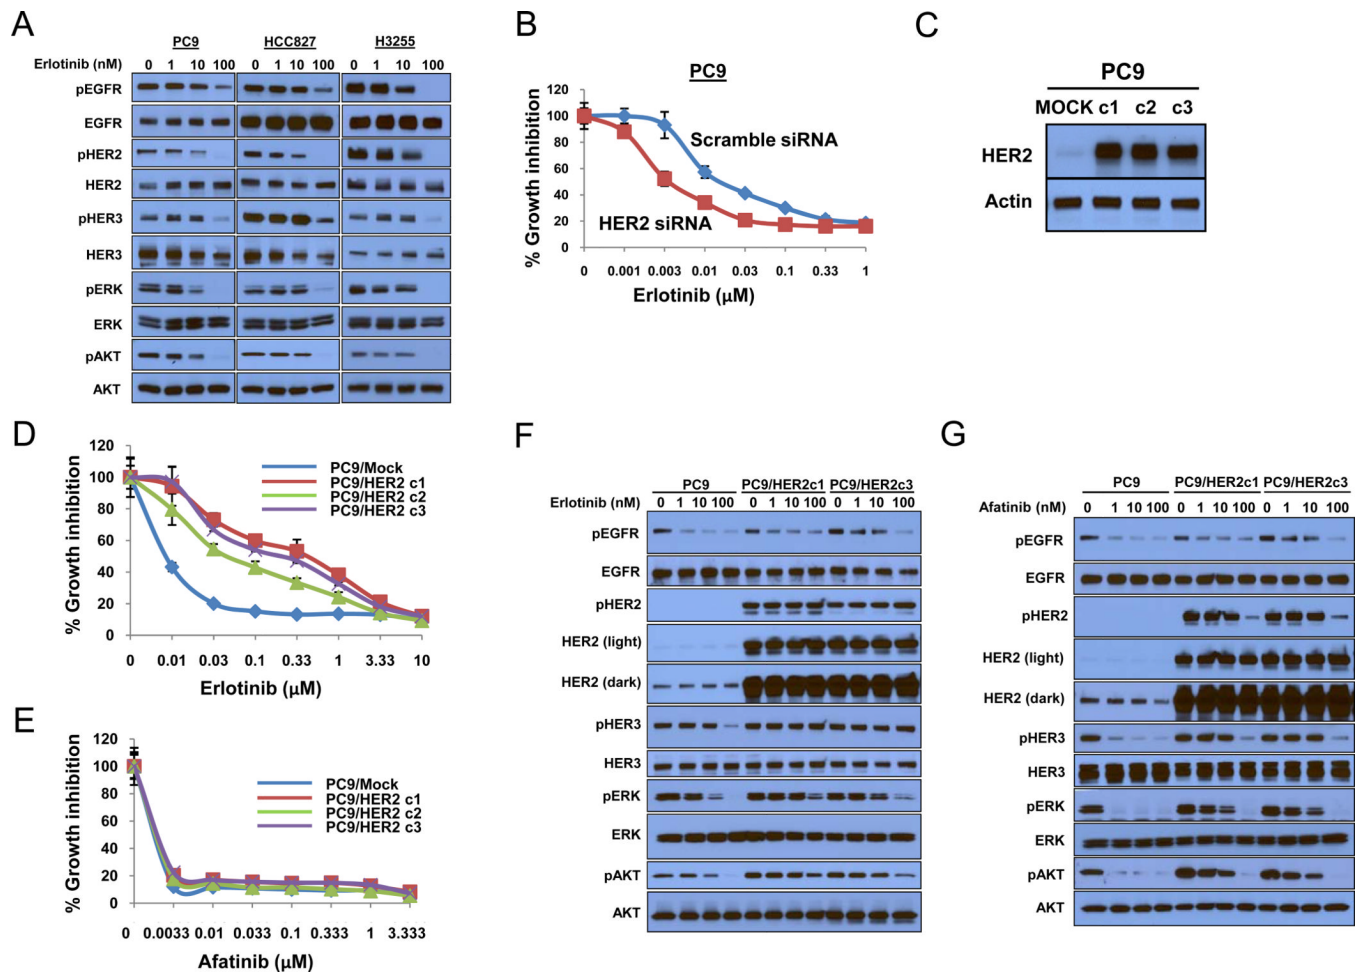 A
PC9 HCC827 H3255
Erlotinib (nM) 0 1 10 100 0 1 10 100 0 1 10 100
pEGFR
EGFR
pHER2
HER2
pHER3
HER3
pERK
ERK
pAKT
AKT
B
PC9
120
100
80
60
40
20
0
% Growth inhibition
Scramble siRNA
HER2 siRNA
0 0.001 0.003 0.01 0.03 0.1 0.33 1
Erlotinib (µM)
C
PC9
MOCK c1 c2 c3
HER2
Actin
D
120
100
80
60
40
20
0
% Growth inhibition
PC9/Mock
PC9/HER2 c1
PC9/HER2 c2
PC9/HER2 c3
0 0.01 0.03 0.1 0.33 1 3.33 10
Erlotinib (µM)
E
120
100
80
60
40
20
0
% Growth inhibition
PC9/Mock
PC9/HER2 c1
PC9/HER2 c2
PC9/HER2 c3
0 0.0033 0.01 0.033 0.1 0.333 1 3.333
Afatinib (µM)
F
PC9 PC9/HER2c1 PC9/HER2c3
Erlotinib (nM) 0 1 10 100 0 1 10 100 0 1 10 100
pEGFR
EGFR
pHER2
HER2 (light)
HER2 (dark)
pHER3
HER3
pERK
ERK
pAKT
AKT
G
PC9 PC9/HER2c1 PC9/HER2c3
Afatinib (nM) 0 1 10 100 0 1 10 100 0 1 10 100
pEGFR
EGFR
pHER2
HER2 (light)
HER2 (dark)
pHER3
HER3
pERK
ERK
pAKT
AKT